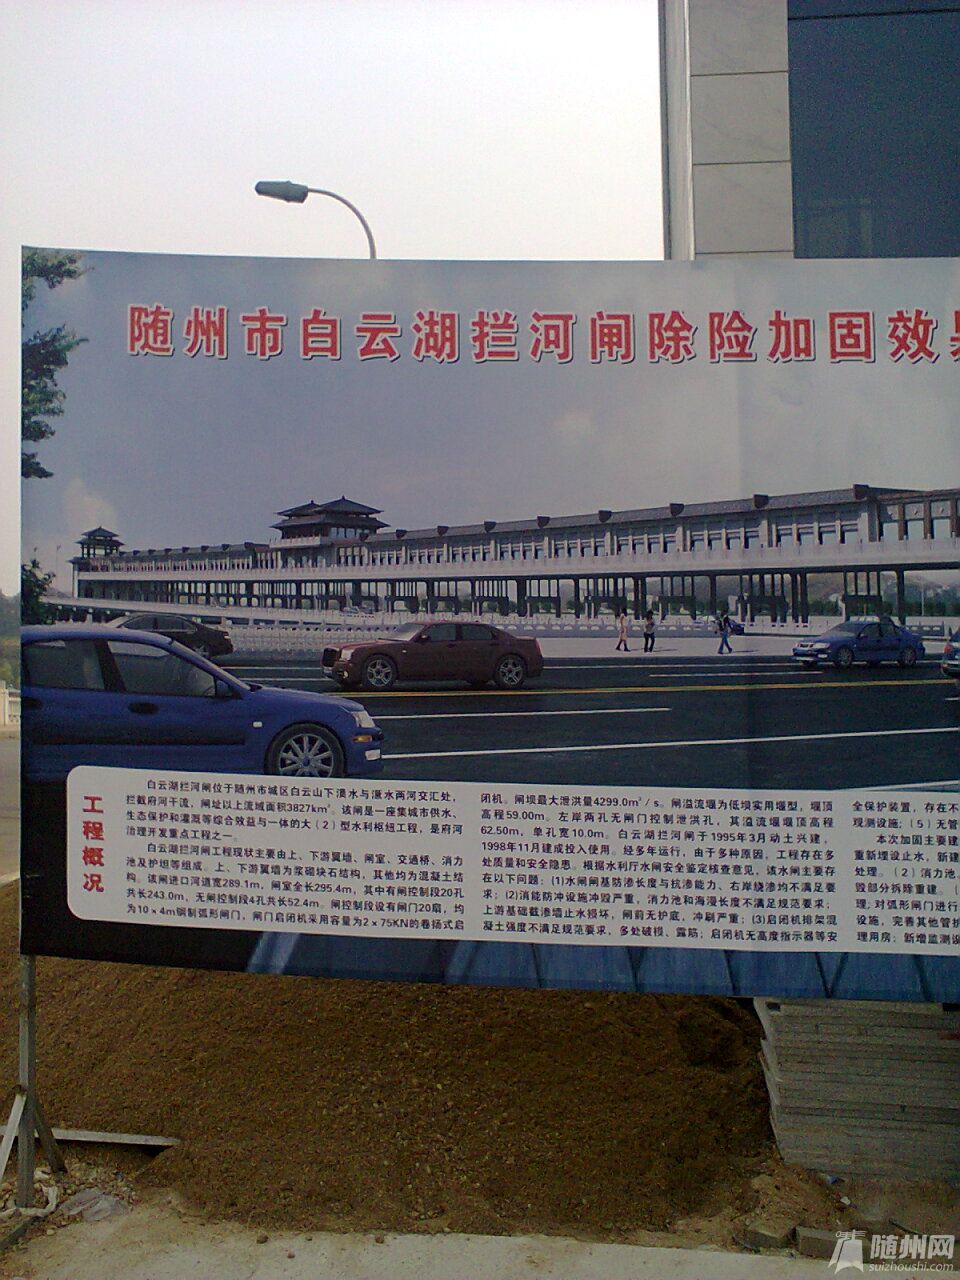 随州市白云湖拦河闸除险加固效
工程概况
白云湖拦河闸位于随州市城区白云山下㵐水与㵐水两河交汇处，
拦截府河干流，闸址以上流域面积3827km²。该闸是一座集城市供水、
生态保护和灌溉等综合效益与一体的大（2）型水利枢纽工程，是府河
治理开发重点工程之一。
白云湖拦河闸工程现状主要由上、下游翼墙、闸室、交通桥、消力
池及护坦等组成，上、下游翼墙为浆砌块石结构，其他均为混凝土结
构。该闸进口河道宽289.1m，闸室全长295.4m，其中有闸控制段20孔
共长243.0m，无闸控制段4孔共长52.4m。闸控制段设有闸门20扇，均
为10×4m钢制弧形闸门，闸门启闭机采用容量为2×75KN的卷扬式启
闭机。闸坝最大泄洪量4299.0m³/s。闸溢流堰为低坝实用堰型，堰顶
高程59.00m。左岸两孔无闸门控制泄洪孔，其溢流堰堰顶高程
62.50m，单孔宽10.0m。白云湖拦河闸于1995年3月动土兴建，
1998年11月建成投入使用。经多年运行，由于多种原因，工程存在多
处质量和安全隐患。根据水利厅水闸安全鉴定核查意见，该水闸主要存
在以下问题：(1)水闸闸基防渗长度与抗渗能力、右岸绕渗均不满足要
求；(2)消能防冲设施冲毁严重，消力池和海漫长度不满足规范要求，
上游基础截渗墙止水损坏，闸前无护底，冲刷严重；(3)启闭机排架混
凝土强度不满足规范要求，多处破模、露筋；启闭机无高度指示器等安
全保护装置，存在不
观测设施；(5)无管
本次加固主要建
重新埋设止水，新建
处理。（2）消力池、
毁部分拆除重建。（
理；对弧形闸门进行
设施，完善其他管护
理用房；新增监测设
随州网
suizhoushi.com